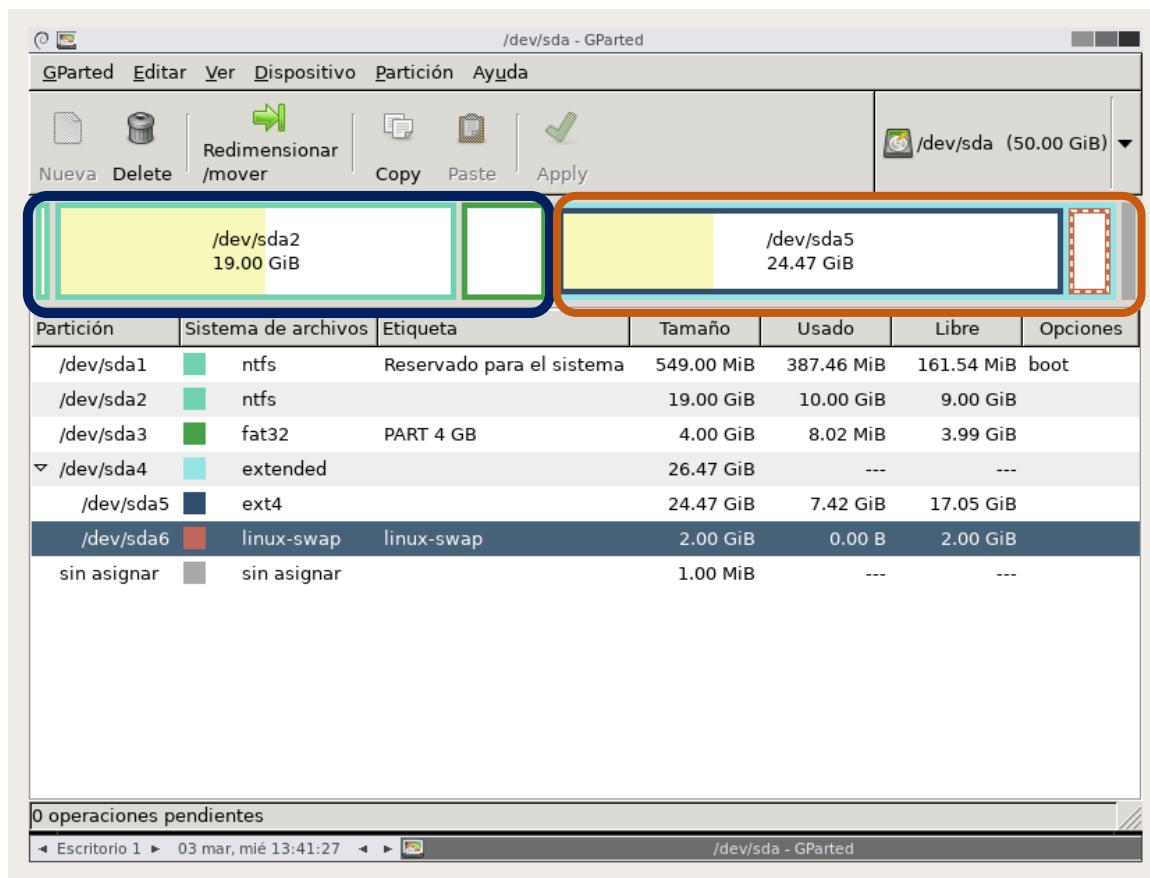 /dev/sda - GParted
GParted Editar Ver Dispositivo Partición Ayuda
Nueva Delete Redimensionar /mover Copy Paste Apply /dev/sda (50.00 GiB)
/dev/sda2 /dev/sda5
19.00 GiB 24.47 GiB
Partición Sistema de archivos Etiqueta Tamaño Usado Libre Opciones
/dev/sda1 ntfs Reservado para el sistema 549.00 MiB 387.46 MiB 161.54 MiB boot
/dev/sda2 ntfs 19.00 GiB 10.00 GiB 9.00 GiB
/dev/sda3 fat32 PART 4 GB 4.00 GiB 8.02 MiB 3.99 GiB
/dev/sda4 extended 26.47 GiB --- ---
/dev/sda5 ext4 24.47 GiB 7.42 GiB 17.05 GiB
/dev/sda6 linux-swap linux-swap 2.00 GiB 0.00 B 2.00 GiB
sin asignar sin asignar 1.00 MiB --- ---
0 operaciones pendientes
Escritorio 1 03 mar, mié 13:41:27 /dev/sda - GParted